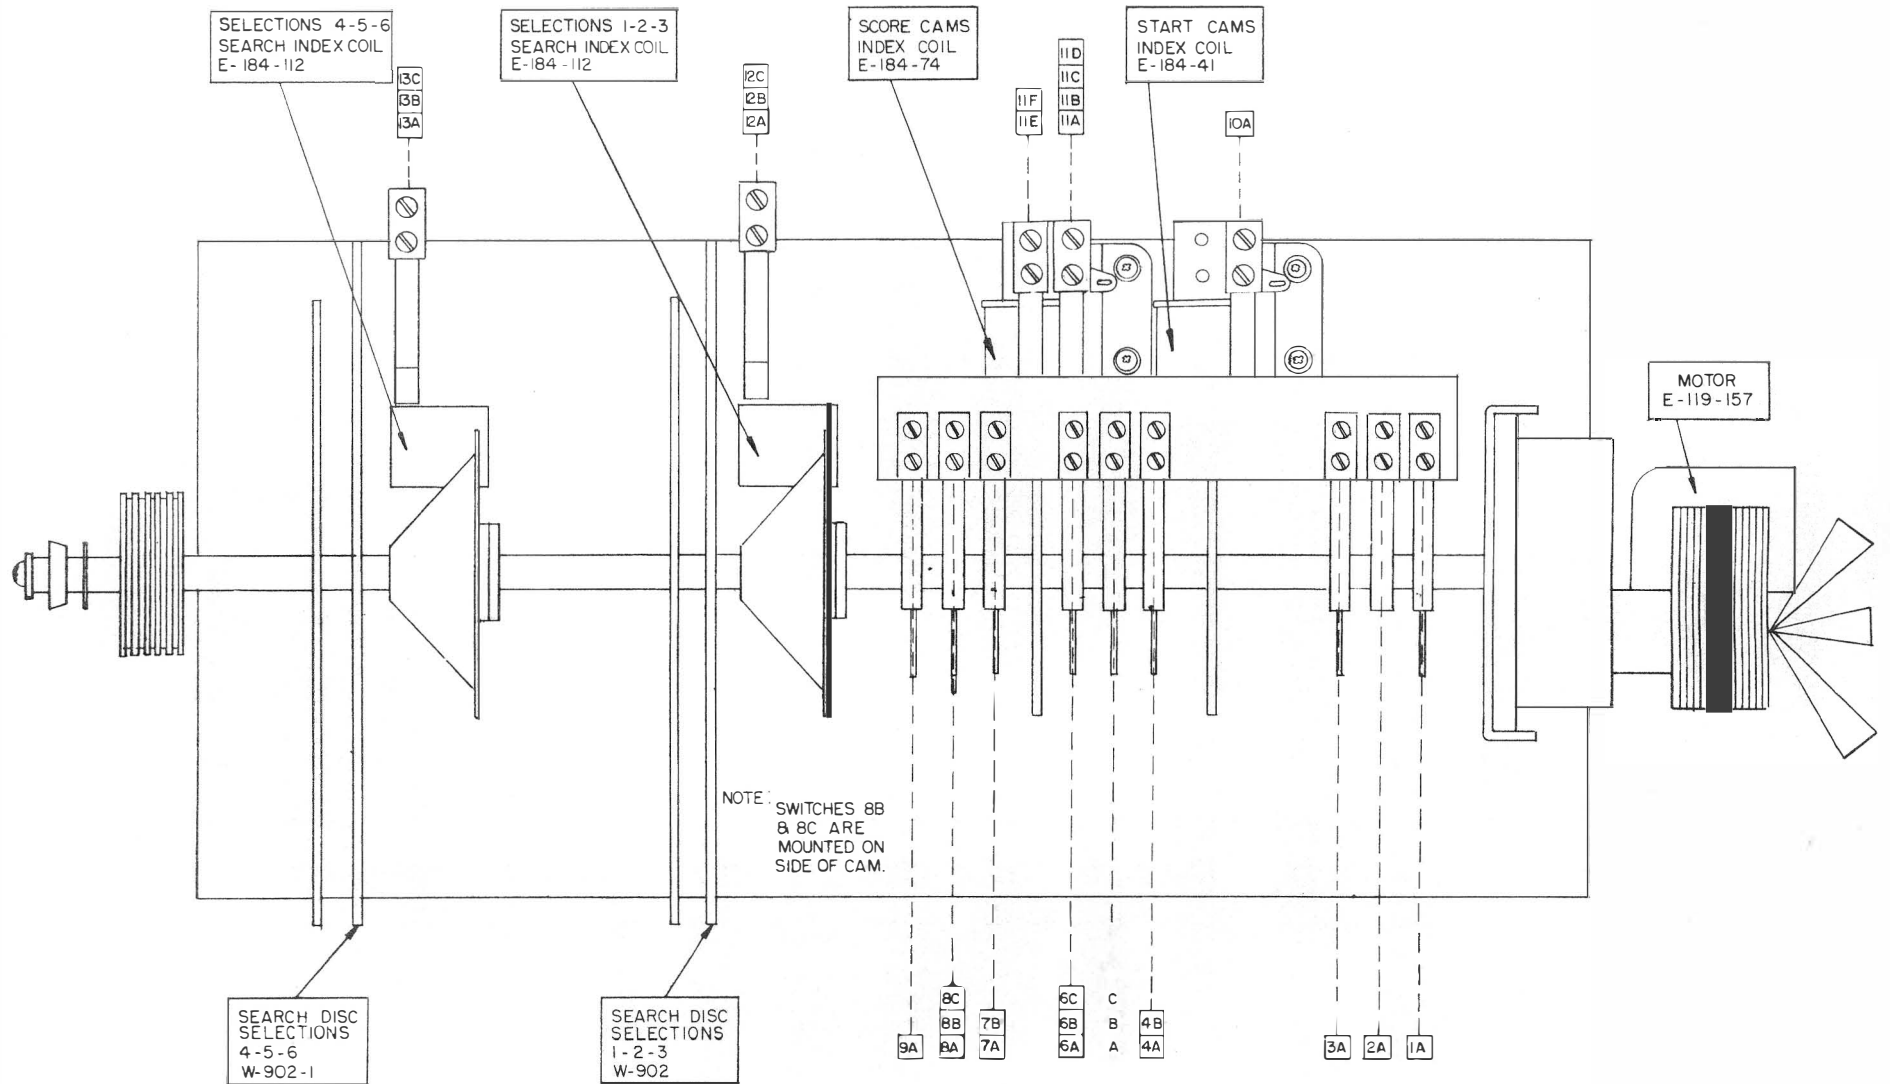 SELECTIONS 4-5-6
SEARCH INDEX COIL
E-184-112
SELECTIONS 1-2-3
SEARCH INDEX COIL
E-184-112
SCORE CAMS
INDEX COIL
E-184-74
START CAMS
INDEX COIL
E-184-41
13C
13B
13A
12C
12B
12A
11F
11E
11D
11C
11B
11A
10A
MOTOR
E-119-157
NOTE:
SWITCHES 8B
& 8C ARE
MOUNTED ON
SIDE OF CAM.
SEARCH DISC
SELECTIONS
4-5-6
W-902-1
SEARCH DISC
SELECTIONS
1-2-3
W-902
9A
8C
8B
8A
7B
7A
6C
6B
6A
C
B
A
4B
4A
3A
2A
1A